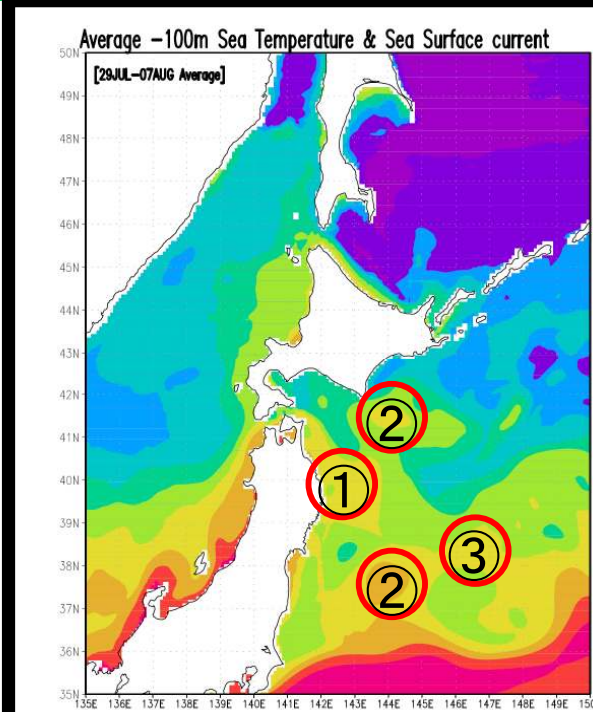 Average -100m Sea Temperature & Sea Surface current
50N
[29JUL-07AUG Average]
49N
48N
47N
46N
45N
44N
43N
42N
②
41N
40N
①
39N
③
38N
②
37N
36N
35N
135E 136E 137E 138E 139E 140E 141E 142E 143E 144E 145E 146E 147E 148E 149E 150